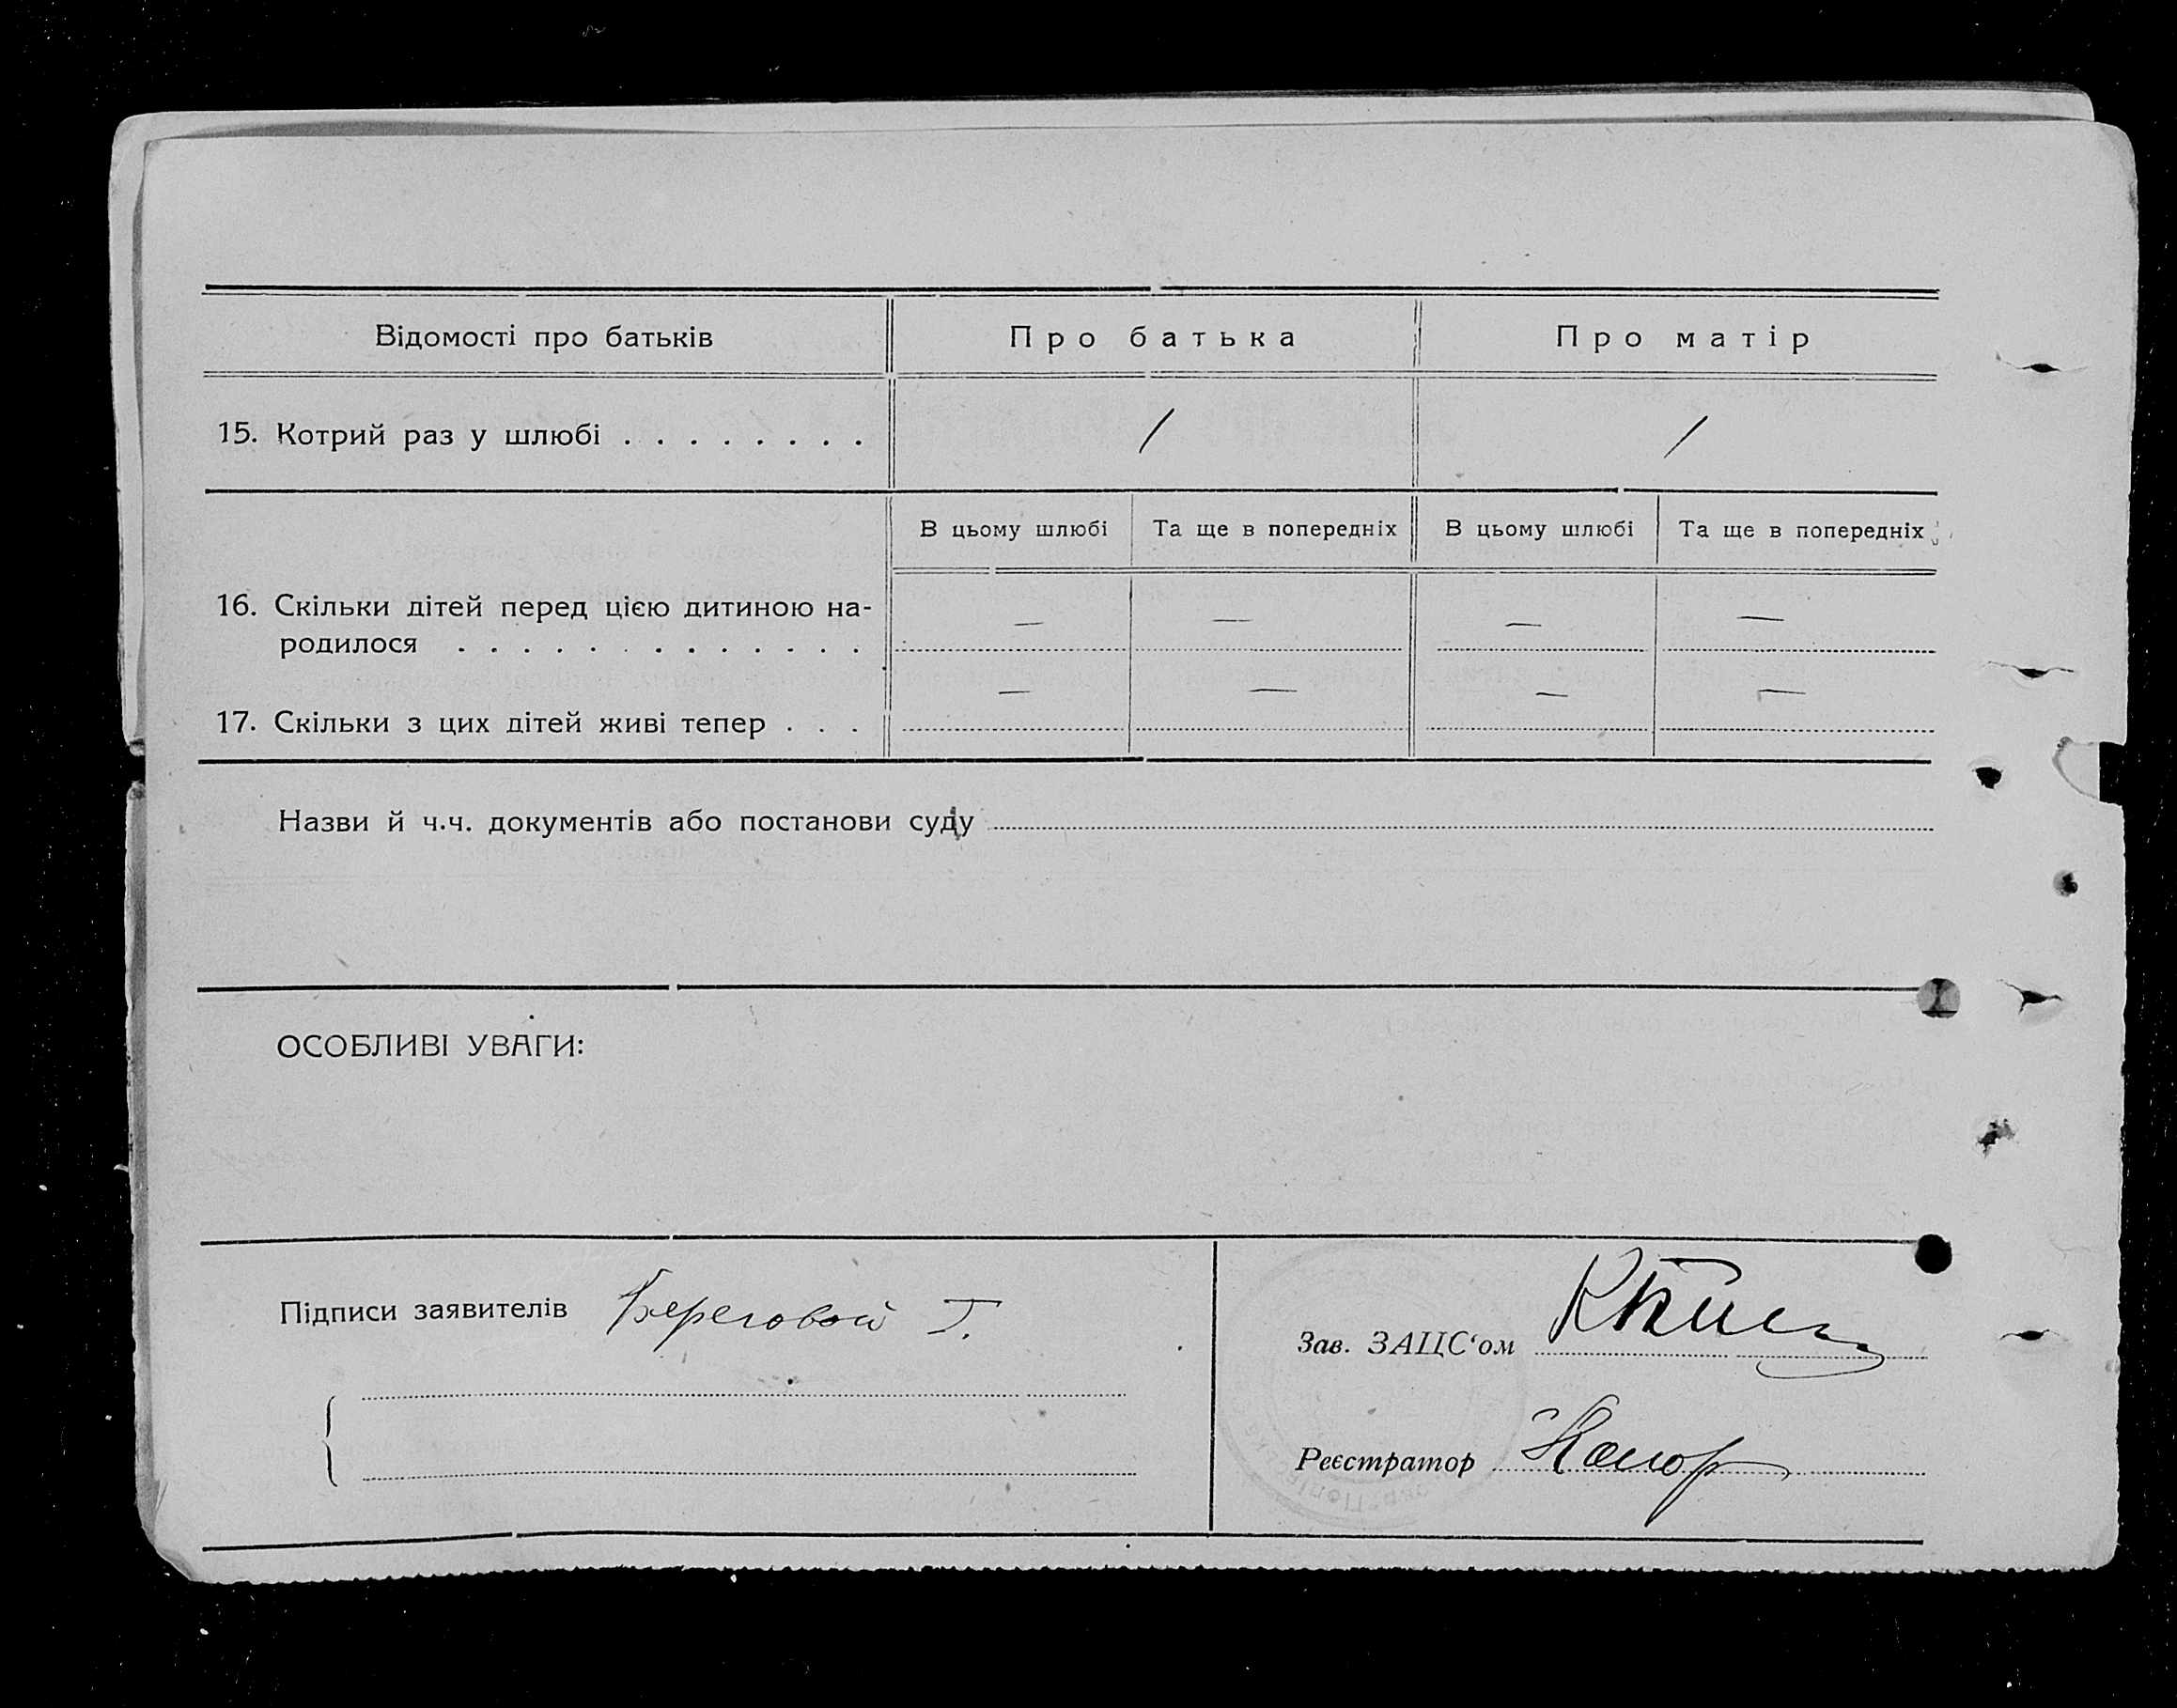 Відомості про батьків Про батька Про матір
15. Котрий раз у шлюбі . . . . . . . . / /
В цьому шлюбі Та ще в попередніх В цьому шлюбі Та ще в попередніх
16. Скільки дітей перед цією дитиною на-
родилося . . . . . . . . . . . . . — — — —
17. Скільки з цих дітей живі тепер . . . — — — —
Назви й ч.ч. документів або постанови суду
ОСОБЛИВІ УВАГИ:
Підписи заявителів Береговой Г.
Зав. ЗАЦС‘ом
Реєстратор